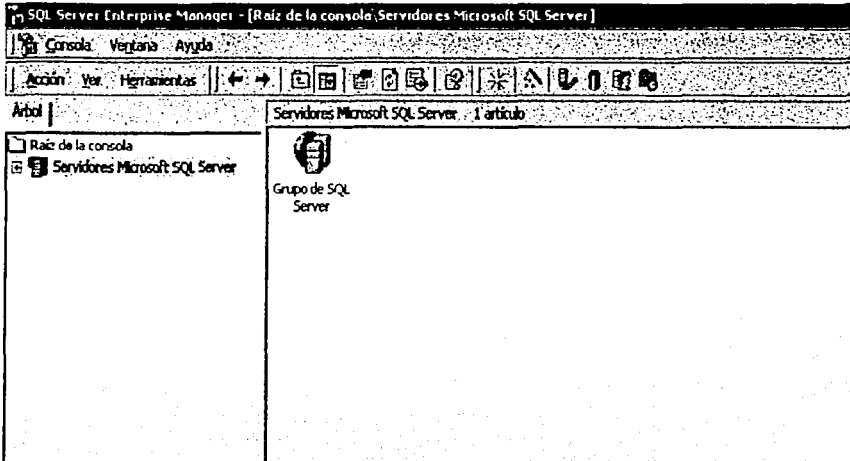 SQL Server Enterprise Manager - [Raíz de la consola\Servidores Microsoft SQL Server]
Consola Ventana Ayuda
Acción Ver Herramientas
Árbol
Servidores Microsoft SQL Server 1 artículo
Raíz de la consola
Servidores Microsoft SQL Server
Grupo de SQL
Server